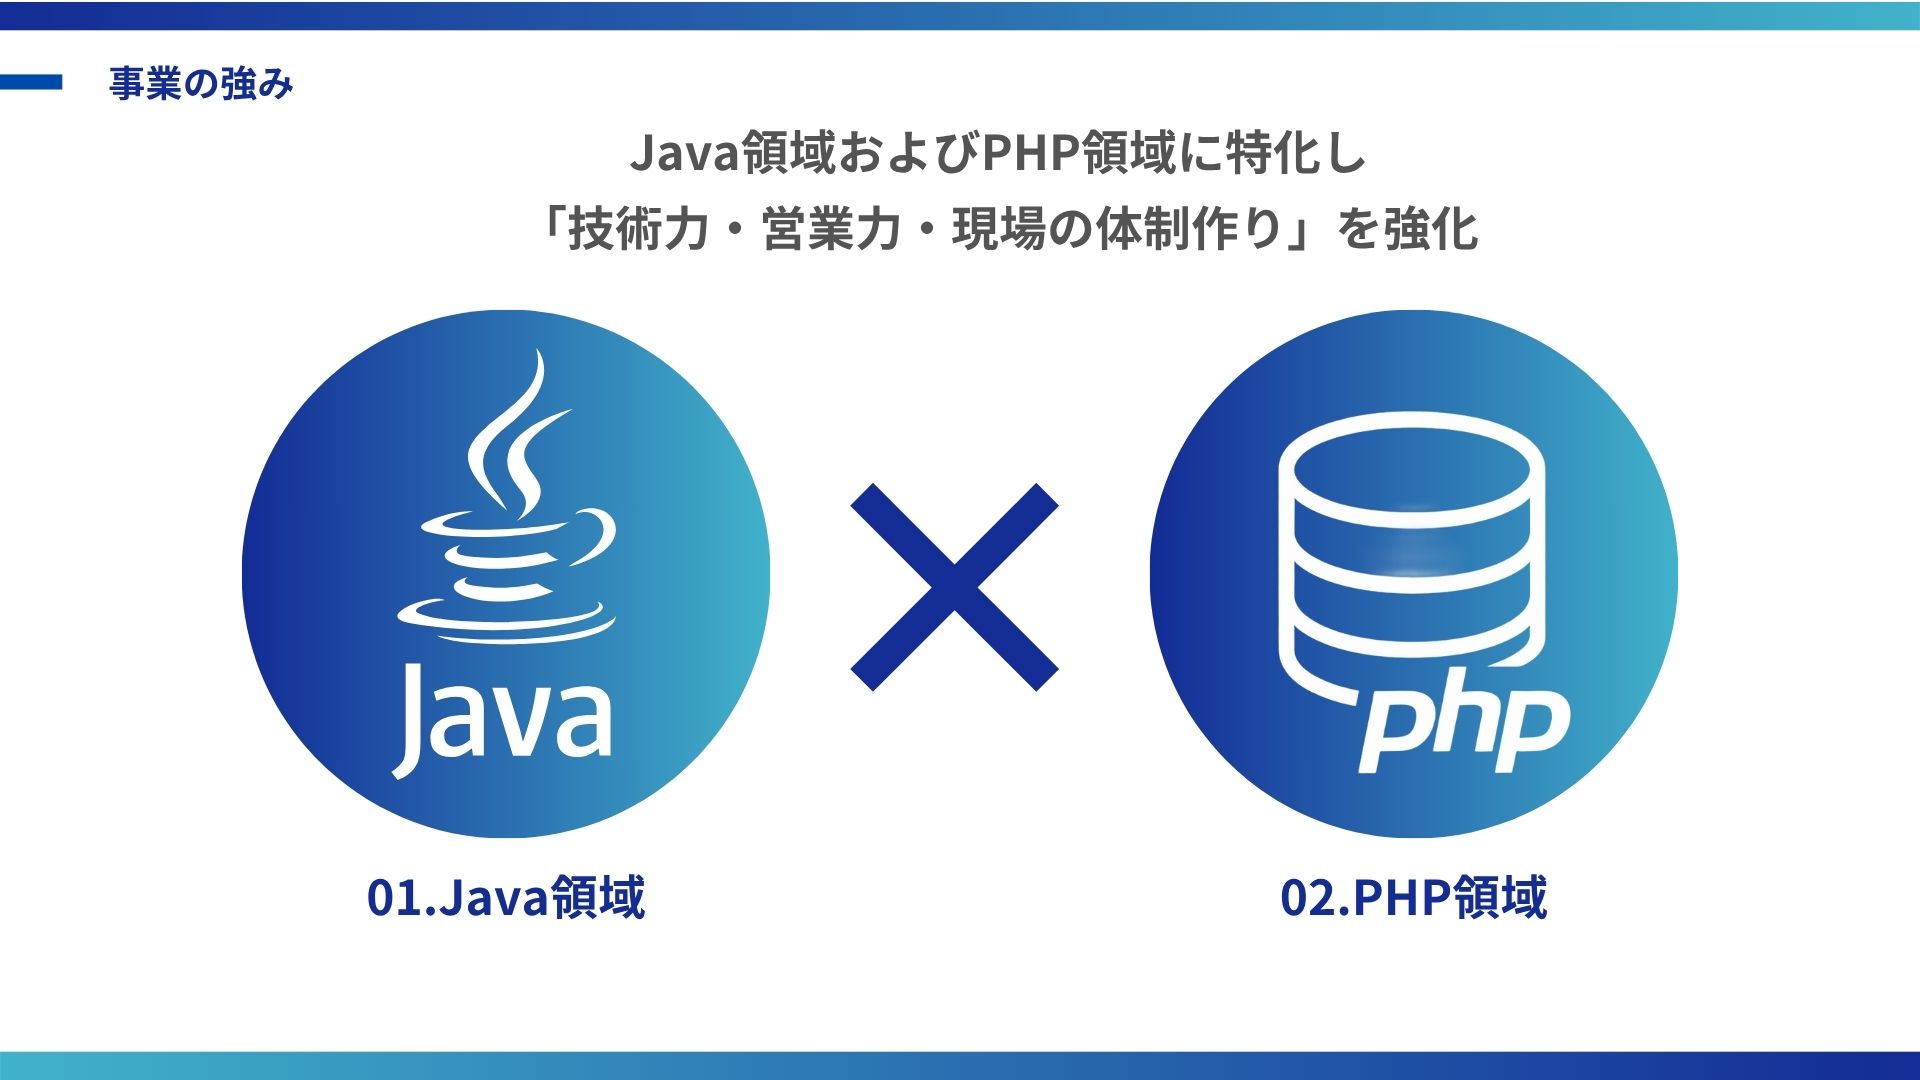 事業の強み
Java領域およびPHP領域に特化し
「技術力・営業力・現場の体制作り」を強化
Java
php
01.Java領域
02.PHP領域